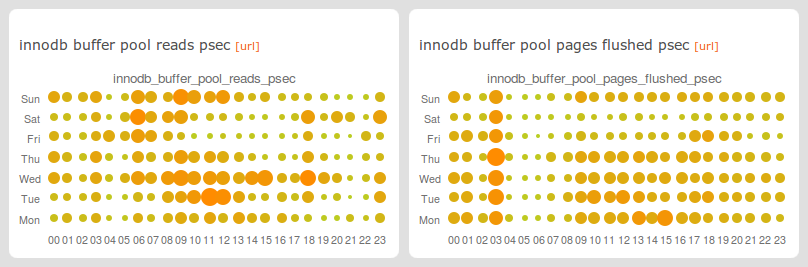 innodb buffer pool reads psec [url]
innodb_buffer_pool_reads_psec
Sun
Sat
Fri
Thu
Wed
Tue
Mon
00 01 02 03 04 05 06 07 08 09 10 11 12 13 14 15 16 17 18 19 20 21 22 23
innodb buffer pool pages flushed psec [url]
innodb_buffer_pool_pages_flushed_psec
Sun
Sat
Fri
Thu
Wed
Tue
Mon
00 01 02 03 04 05 06 07 08 09 10 11 12 13 14 15 16 17 18 19 20 21 22 23